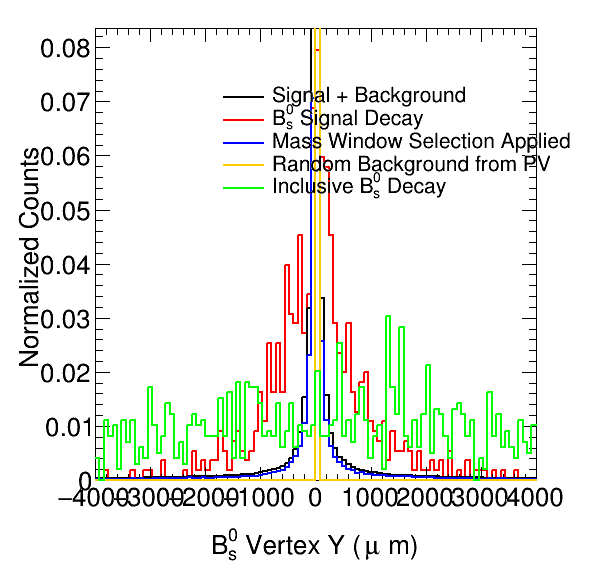 0.08
0.07
0.06
0.05
0.04
0.03
0.02
0.01
0
Normalized Counts
Signal + Background
B⁰ₛ Signal Decay
Mass Window Selection Applied
Random Background from PV
Inclusive B⁰ₛ Decay
−4000 −3000 −2000 −1000 0 1000 2000 3000 4000
B⁰ₛ Vertex Y (μ m)